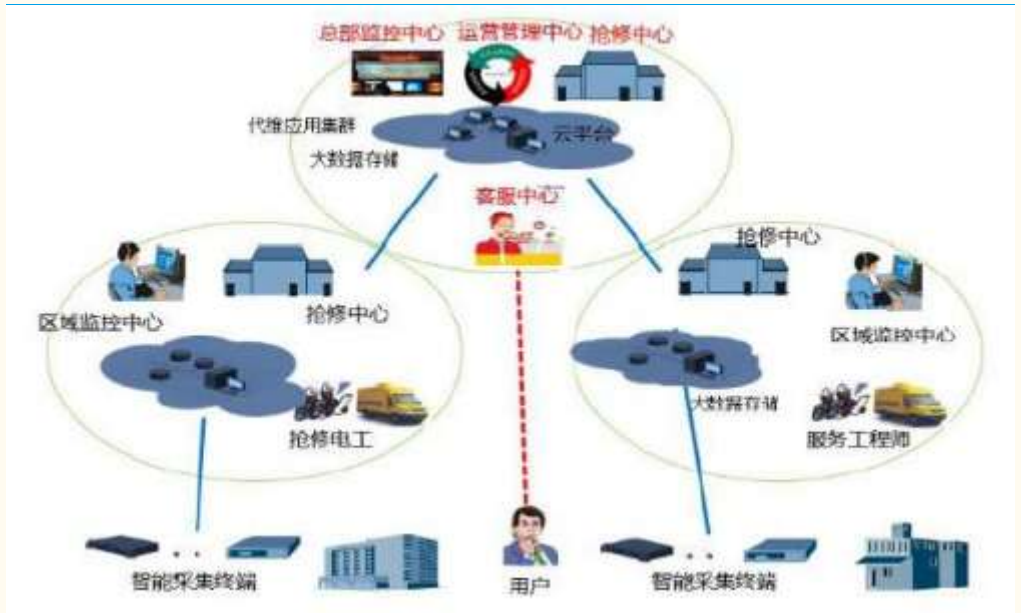 总部监控中心 运营管理中心 抢修中心
代维应用集群
云平台
大数据存储
客服中心
抢修中心
抢修中心
区域监控中心
区域监控中心
大数据存储
抢修电工
服务工程师
智能采集终端
用户
智能采集终端